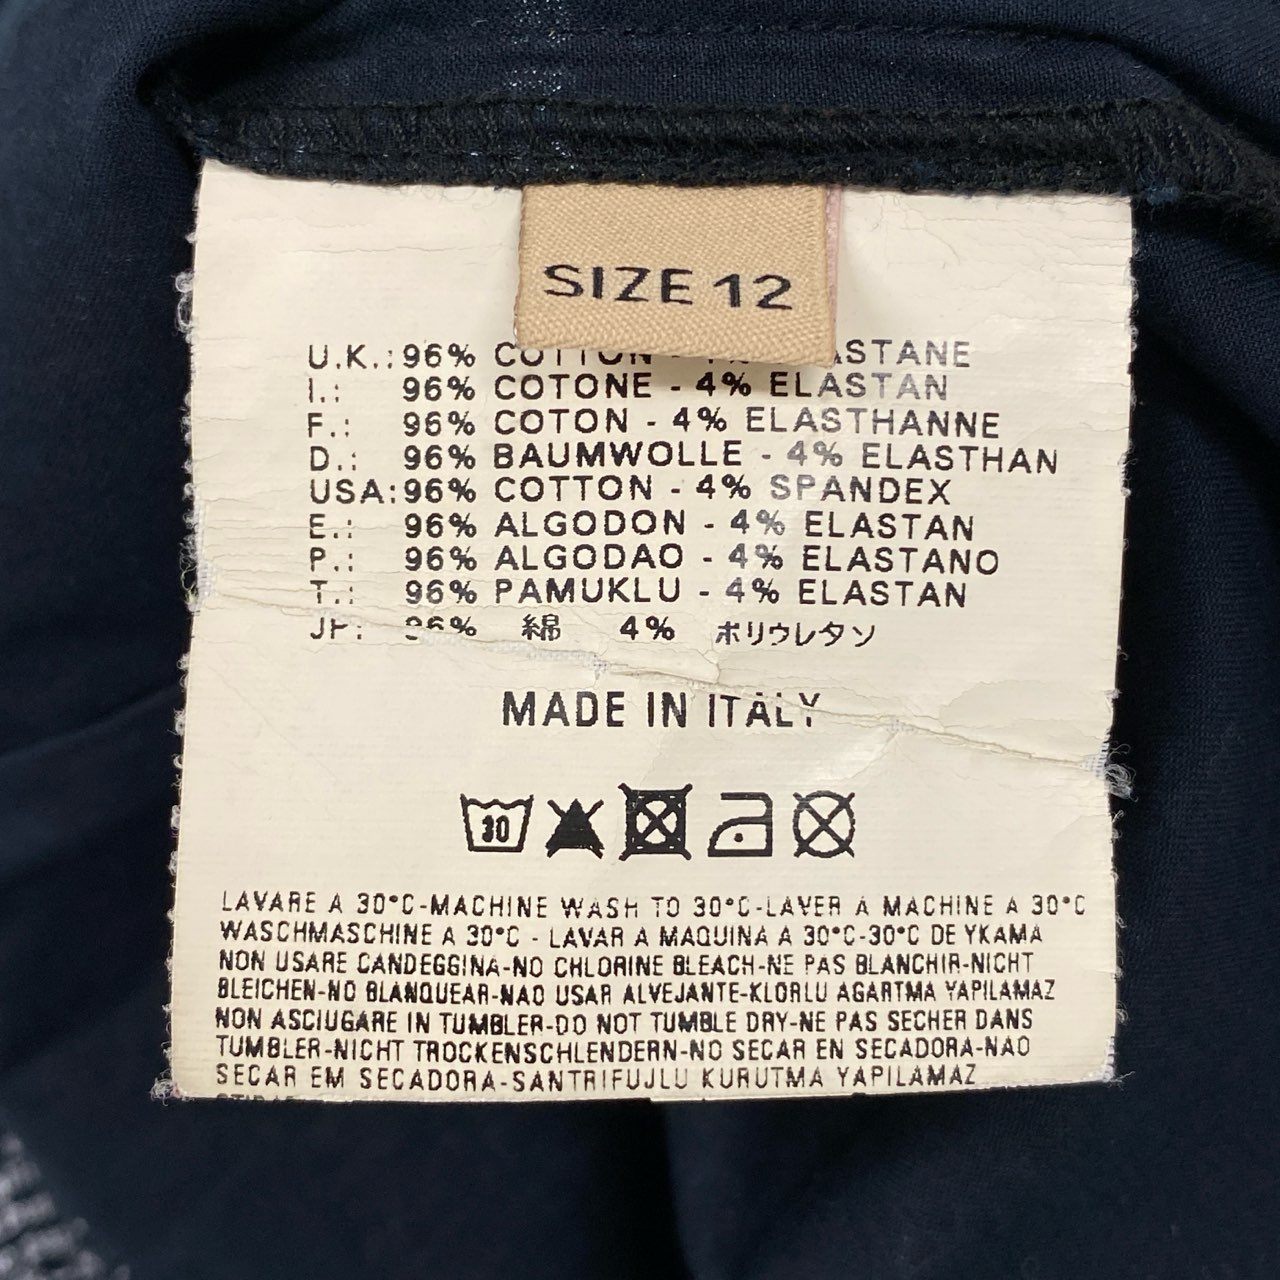 SIZE 12
U.K.: 96% COTTON - 4% ELASTANE
I.: 96% COTONE - 4% ELASTAN
F.: 96% COTON - 4% ELASTHANNE
D.: 96% BAUMWOLLE - 4% ELASTHAN
USA: 96% COTTON - 4% SPANDEX
E.: 96% ALGODON - 4% ELASTAN
P.: 96% ALGODAO - 4% ELASTANO
T.: 96% PAMUKLU - 4% ELASTAN
JP: 96% 綿 4% ポリウレタン
MADE IN ITALY
30
LAVARE A 30°C-MACHINE WASH TO 30°C-LAVER A MACHINE A 30°C
WASCHMASCHINE A 30°C - LAVAR A MAQUINA A 30°C-30°C DE YKAMA
NON USARE CANDEGGINA-NO CHLORINE BLEACH-NE PAS BLANCHIR-NICHT
BLEICHEN-NO BLANQUEAR-NAO USAR ALVEJANTE-KLORLU AGARTMA YAPILAMAZ
NON ASCIUGARE IN TUMBLER-DO NOT TUMBLE DRY-NE PAS SECHER DANS
TUMBLER-NICHT TROCKENSCHLENDERN-NO SECAR EN SECADORA-NAO
SECAR EM SECADORA-SANTRIFUJLU KURUTMA YAPILAMAZ